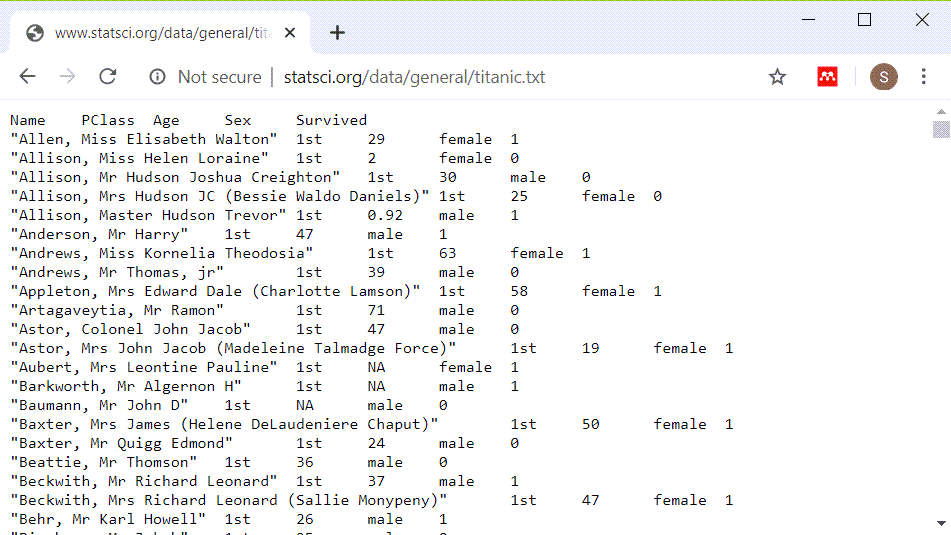 www.statsci.org/data/general/tita
Not secure | statsci.org/data/general/titanic.txt
S
Name PClass Age Sex Survived
"Allen, Miss Elisabeth Walton" 1st 29 female 1
"Allison, Miss Helen Loraine" 1st 2 female 0
"Allison, Mr Hudson Joshua Creighton" 1st 30 male 0
"Allison, Mrs Hudson JC (Bessie Waldo Daniels)" 1st 25 female 0
"Allison, Master Hudson Trevor" 1st 0.92 male 1
"Anderson, Mr Harry" 1st 47 male 1
"Andrews, Miss Kornelia Theodosia" 1st 63 female 1
"Andrews, Mr Thomas, jr" 1st 39 male 0
"Appleton, Mrs Edward Dale (Charlotte Lamson)" 1st 58 female 1
"Artagaveytia, Mr Ramon" 1st 71 male 0
"Astor, Colonel John Jacob" 1st 47 male 0
"Astor, Mrs John Jacob (Madeleine Talmadge Force)" 1st 19 female 1
"Aubert, Mrs Leontine Pauline" 1st NA female 1
"Barkworth, Mr Algernon H" 1st NA male 1
"Baumann, Mr John D" 1st NA male 0
"Baxter, Mrs James (Helene DeLaudeniere Chaput)" 1st 50 female 1
"Baxter, Mr Quigg Edmond" 1st 24 male 0
"Beattie, Mr Thomson" 1st 36 male 0
"Beckwith, Mr Richard Leonard" 1st 37 male 1
"Beckwith, Mrs Richard Leonard (Sallie Monypeny)" 1st 47 female 1
"Behr, Mr Karl Howell" 1st 26 male 1